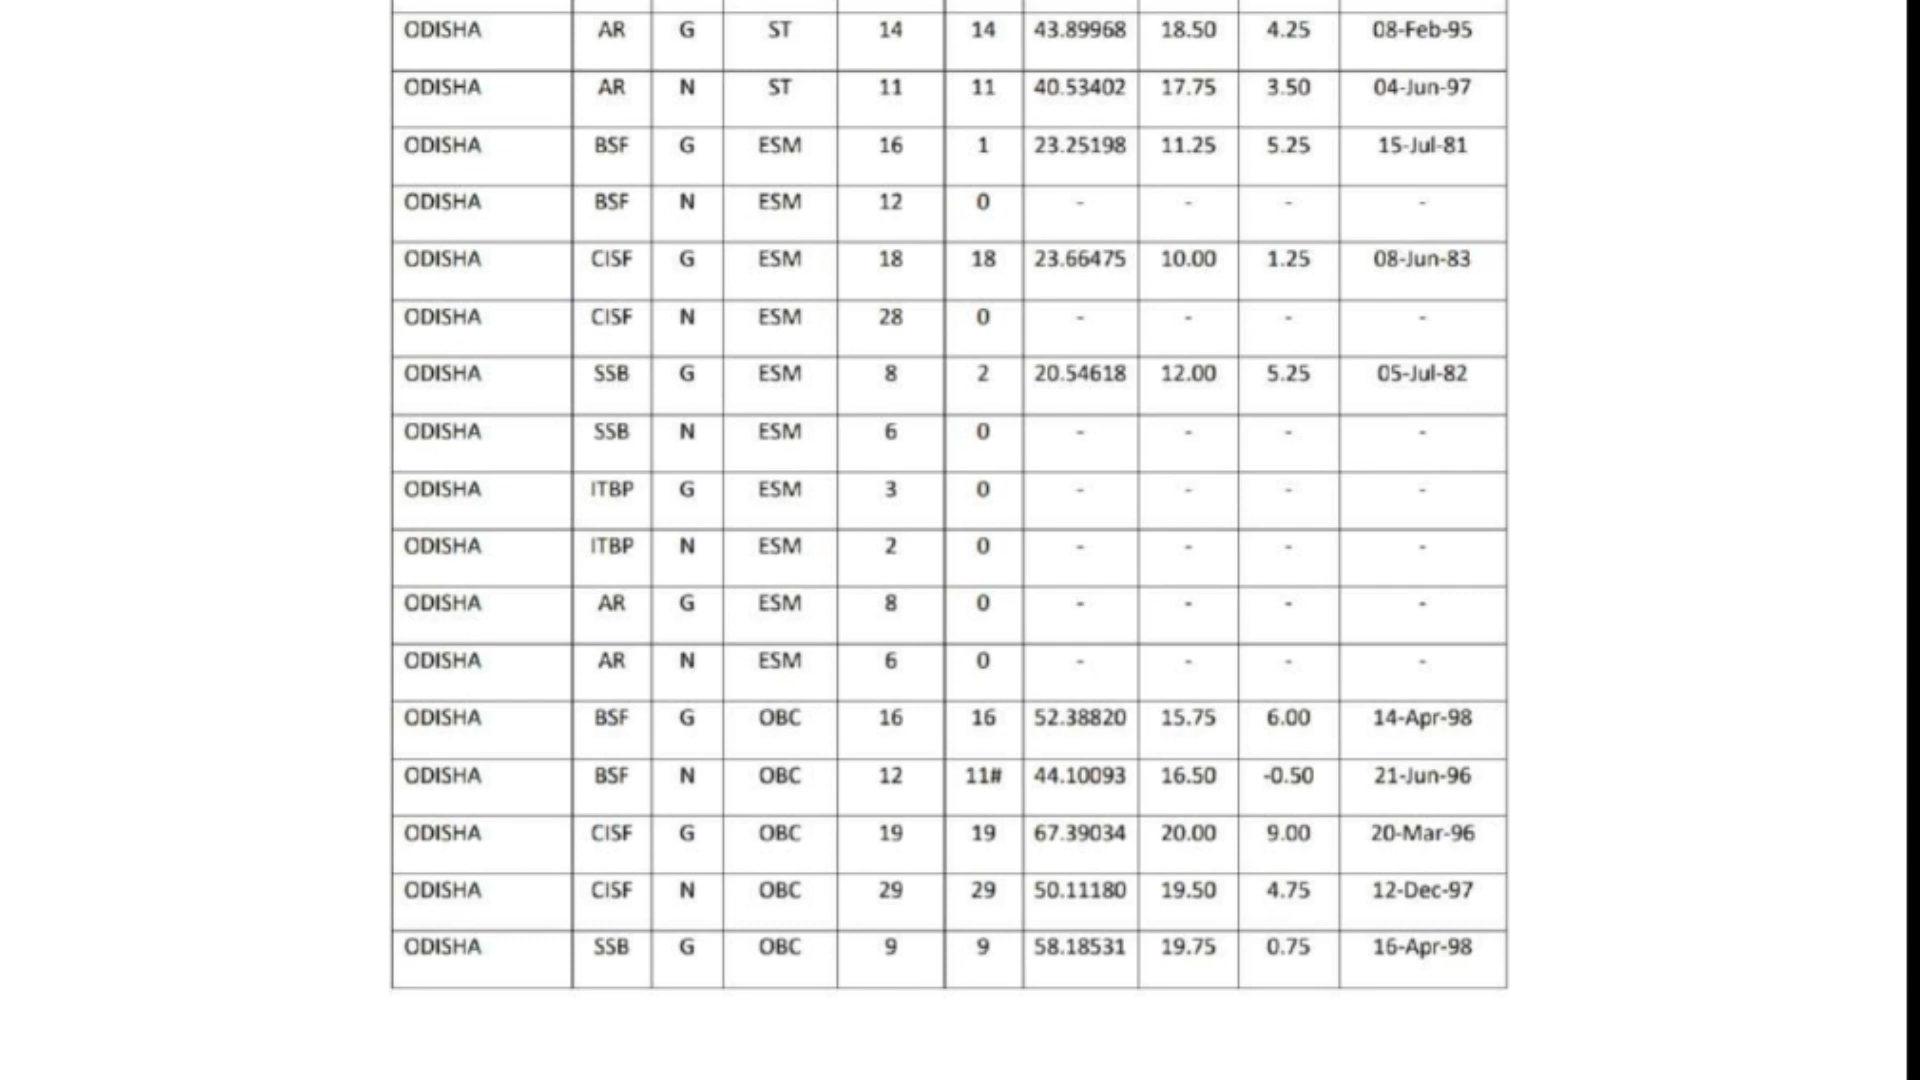 ODISHA AR G ST 14 14 43.89968 18.50 4.25 08-Feb-95
ODISHA AR N ST 11 11 40.53402 17.75 3.50 04-Jun-97
ODISHA BSF G ESM 16 1 23.25198 11.25 5.25 15-Jul-81
ODISHA BSF N ESM 12 0 - - - -
ODISHA CISF G ESM 18 18 23.66475 10.00 1.25 08-Jun-83
ODISHA CISF N ESM 28 0 - - - -
ODISHA SSB G ESM 8 2 20.54618 12.00 5.25 05-Jul-82
ODISHA SSB N ESM 6 0 - - - -
ODISHA ITBP G ESM 3 0 - - - -
ODISHA ITBP N ESM 2 0 - - - -
ODISHA AR G ESM 8 0 - - - -
ODISHA AR N ESM 6 0 - - - -
ODISHA BSF G OBC 16 16 52.38820 15.75 6.00 14-Apr-98
ODISHA BSF N OBC 12 11# 44.10093 16.50 -0.50 21-Jun-96
ODISHA CISF G OBC 19 19 67.39034 20.00 9.00 20-Mar-96
ODISHA CISF N OBC 29 29 50.11180 19.50 4.75 12-Dec-97
ODISHA SSB G OBC 9 9 58.18531 19.75 0.75 16-Apr-98